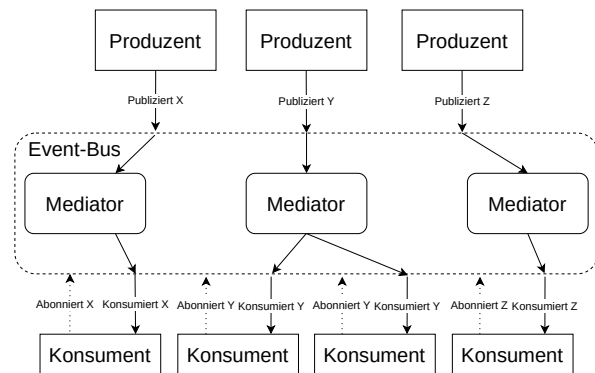 Produzent
Produzent
Produzent
Publiziert X
Publiziert Y
Publiziert Z
Event-Bus
Mediator
Mediator
Mediator
Abonniert X
Konsumiert X
Abonniert Y
Konsumiert Y
Abonniert Y
Konsumiert Y
Abonniert Z
Konsumiert Z
Konsument
Konsument
Konsument
Konsument